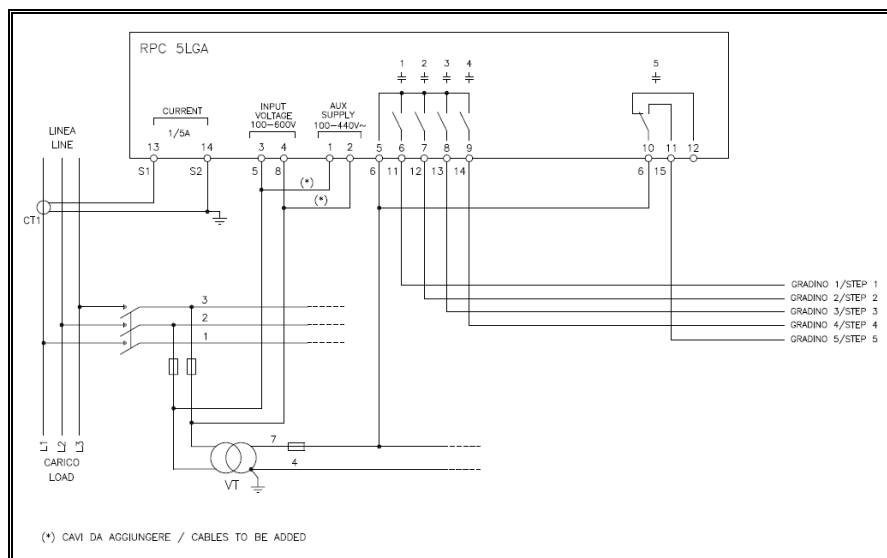 RPC 5LGA
1 2 3 4 5
CURRENT
1/5A
INPUT
VOLTAGE
100-600V
AUX
SUPPLY
100-440V~
LINEA
LINE
13 14 3 4 1 2 5 6 7 8 9 10 11 12
S1 S2 5 8 6 11 12 13 14 6 15
(*)
(*)
CT1
GRADINO 1/STEP 1
GRADINO 2/STEP 2
GRADINO 3/STEP 3
GRADINO 4/STEP 4
GRADINO 5/STEP 5
3
2
1
L1 L2 L3
CARICO
LOAD
7
4
VT
(*) CAVI DA AGGIUNGERE / CABLES TO BE ADDED